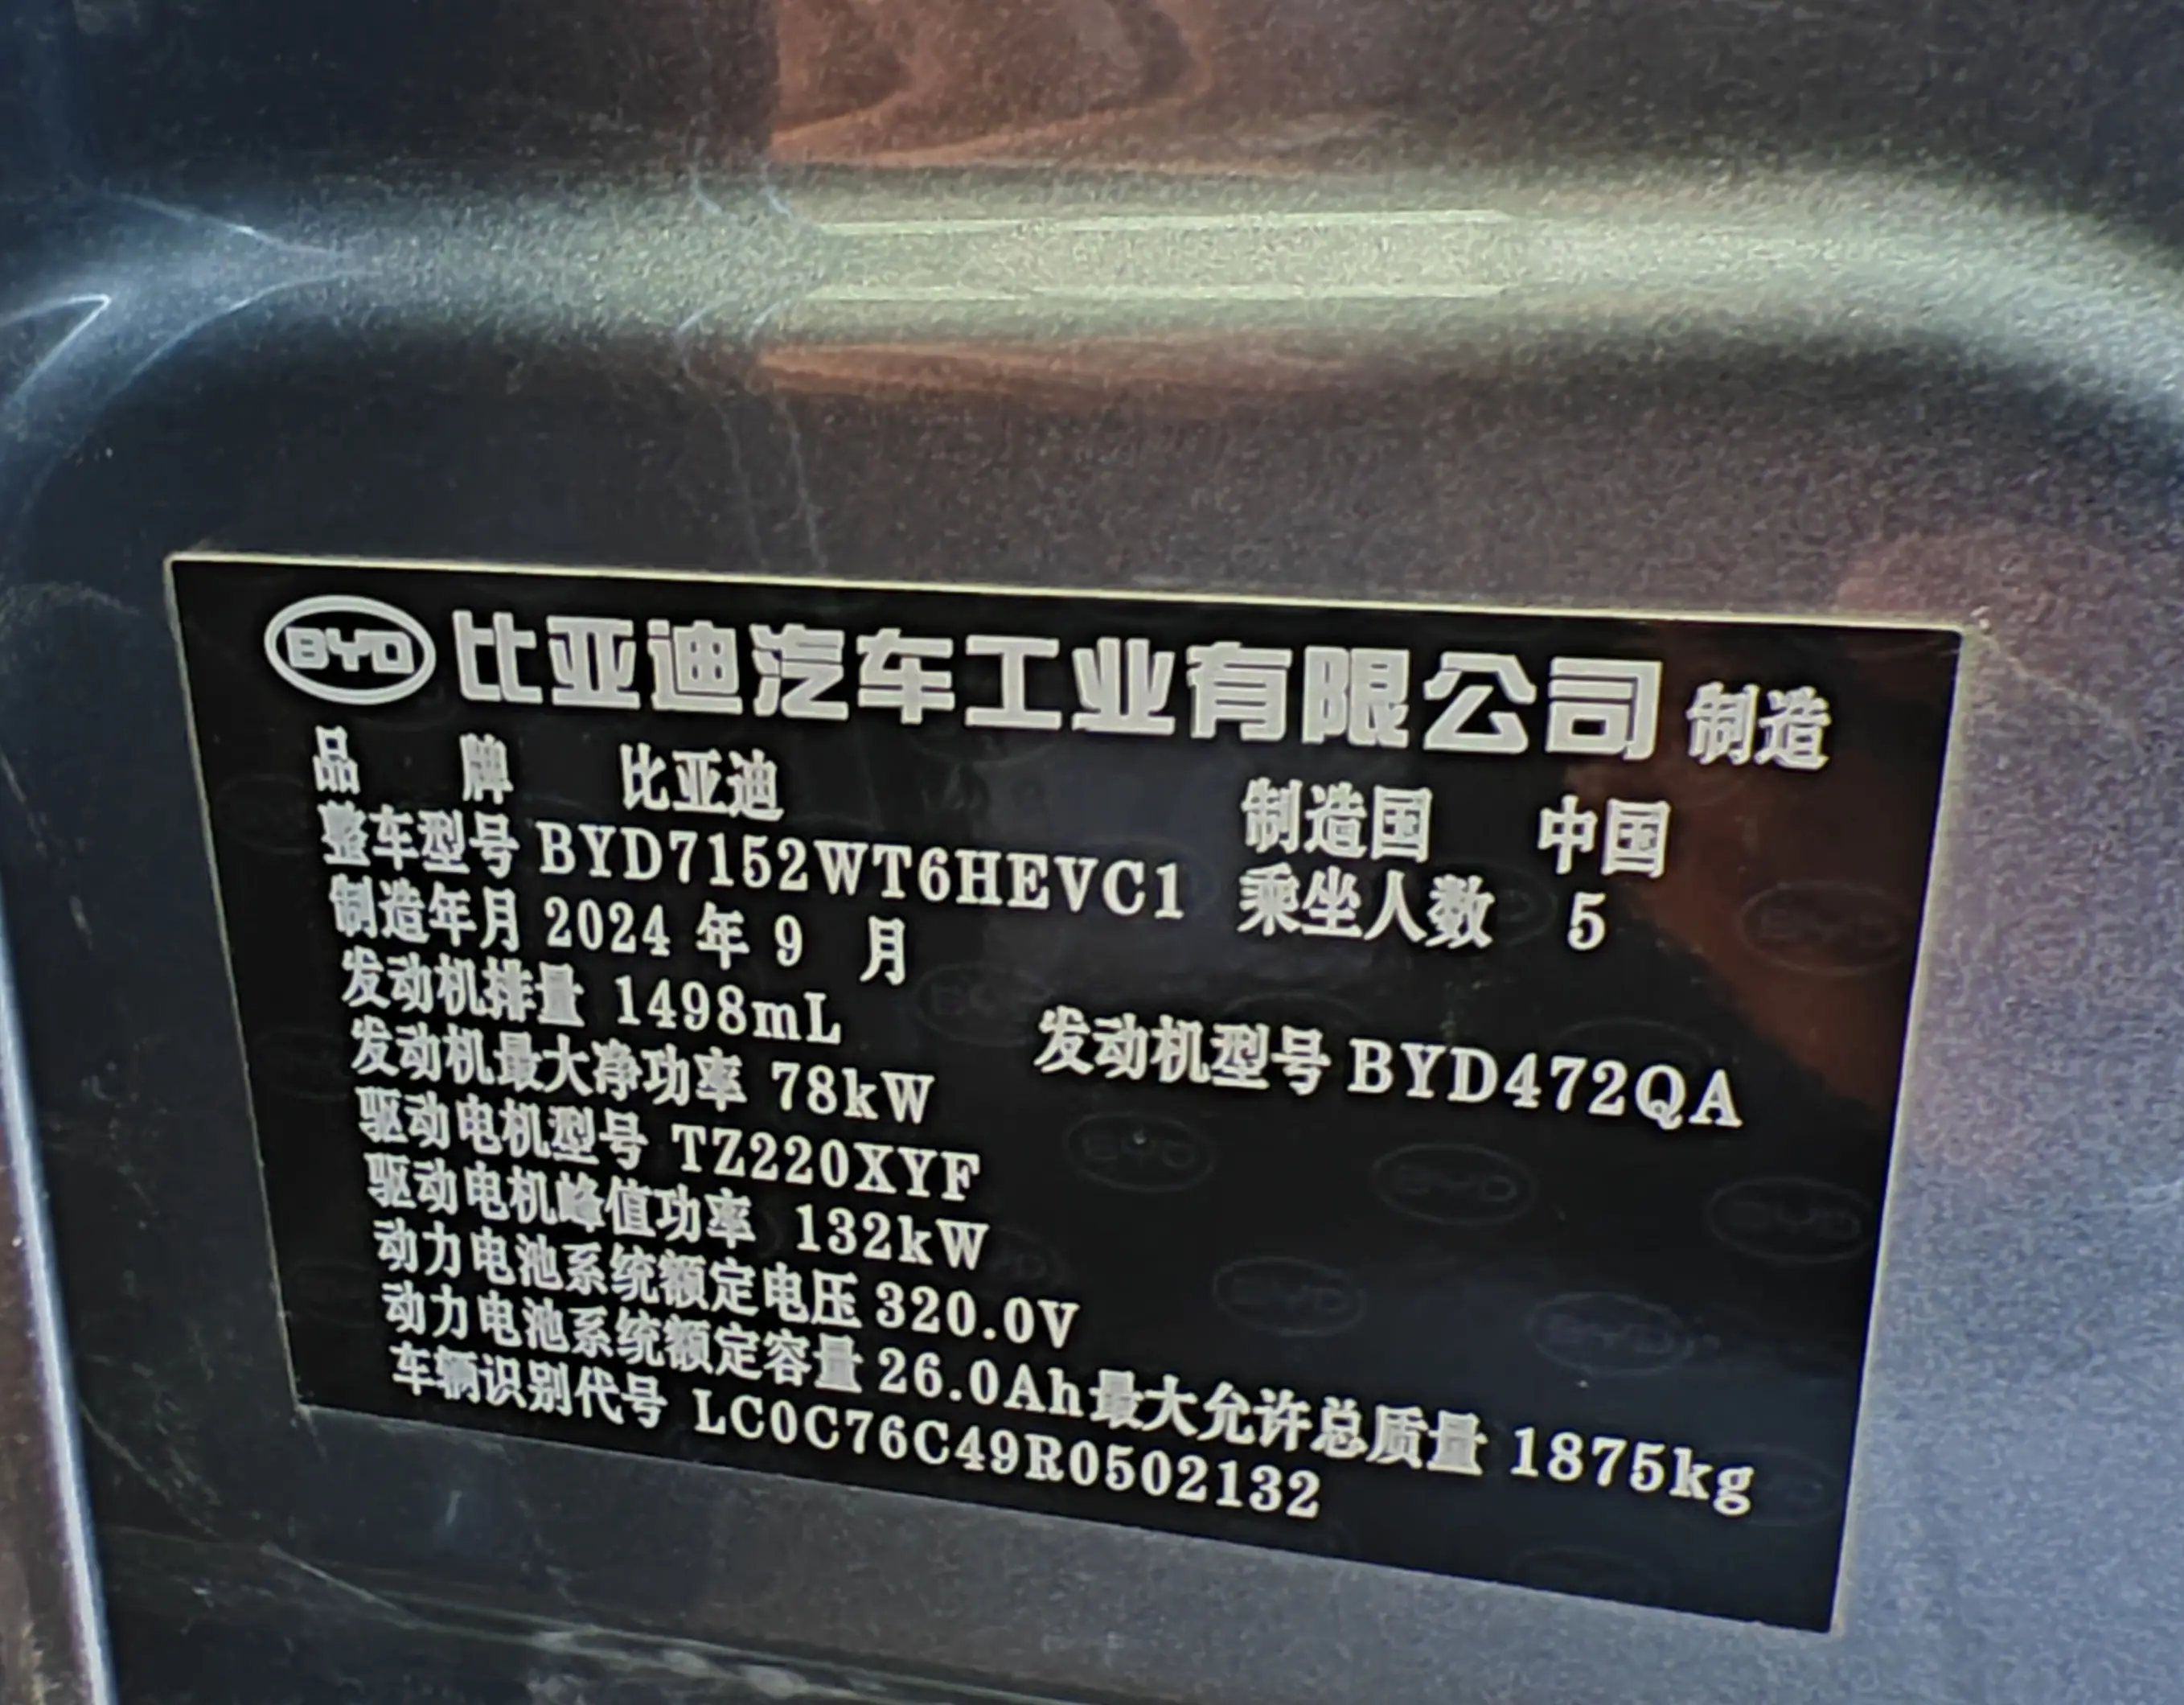 BYD 比亚迪汽车工业有限公司 制造
品 牌 比亚迪 制造国 中国
整车型号 BYD7152WT6HEVC1 乘坐人数 5
制造年月 2024 年 9 月
发动机排量 1498mL 发动机型号 BYD472QA
发动机最大净功率 78kW
驱动电机型号 TZ220XYF
驱动电机峰值功率 132kW
动力电池系统额定电压 320.0V
动力电池系统额定容量 26.0Ah 最大允许总质量 1875kg
车辆识别代号 LC0C76C49R0502132